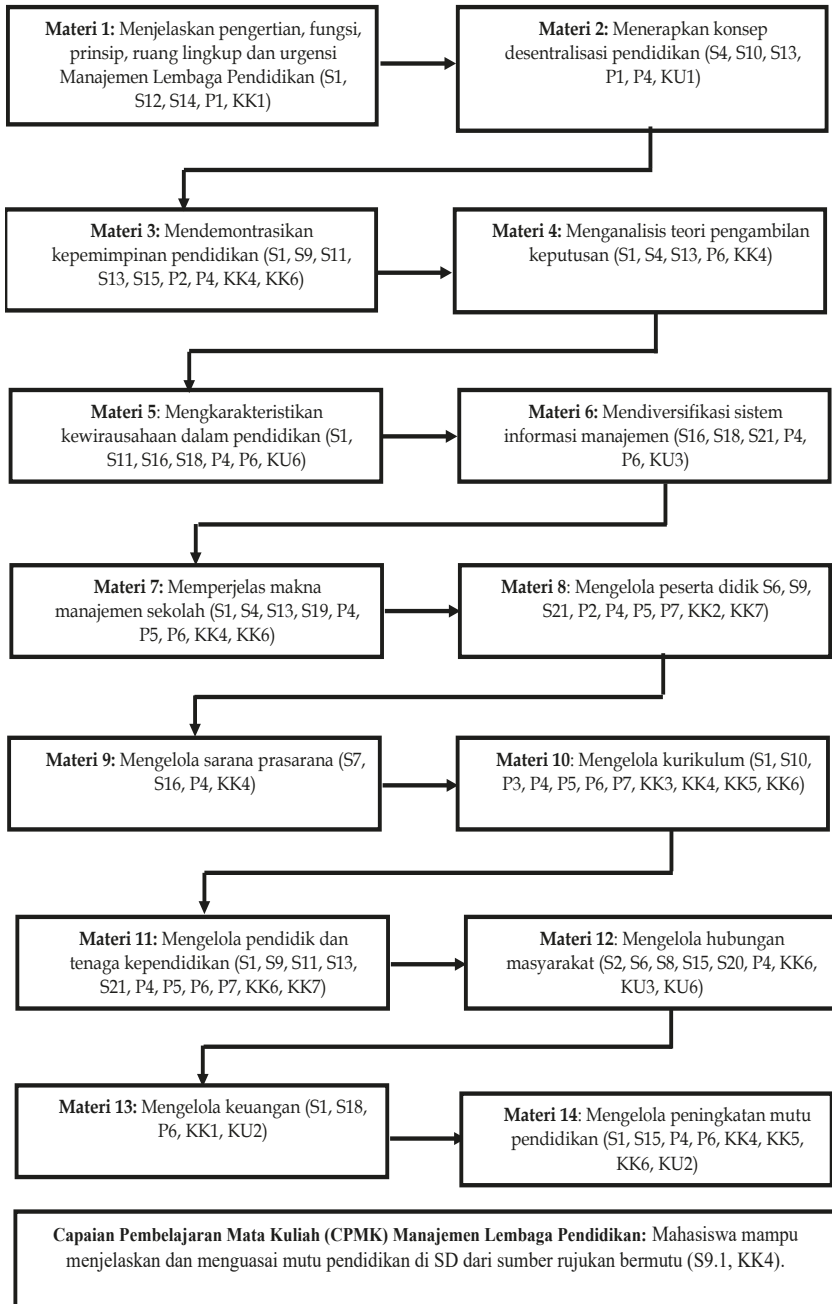 Materi 1: Menjelaskan pengertian, fungsi,
prinsip, ruang lingkup dan urgensi
Manajemen Lembaga Pendidikan (S1,
S12, S14, P1, KK1)
Materi 2: Menerapkan konsep
desentralisasi pendidikan (S4, S10, S13,
P1, P4, KU1)
Materi 3: Mendemontrasikan
kepemimpinan pendidikan (S1, S9, S11,
S13, S15, P2, P4, KK4, KK6)
Materi 4: Menganalisis teori pengambilan
keputusan (S1, S4, S13, P6, KK4)
Materi 5: Mengkarakteristikan
kewirausahaan dalam pendidikan (S1,
S11, S16, S18, P4, P6, KU6)
Materi 6: Mendiversifikasi sistem
informasi manajemen (S16, S18, S21, P4,
P6, KU3)
Materi 7: Memperjelas makna
manajemen sekolah (S1, S4, S13, S19, P4,
P5, P6, KK4, KK6)
Materi 8: Mengelola peserta didik S6, S9,
S21, P2, P4, P5, P7, KK2, KK7)
Materi 9: Mengelola sarana prasarana (S7,
S16, P4, KK4)
Materi 10: Mengelola kurikulum (S1, S10,
P3, P4, P5, P6, P7, KK3, KK4, KK5, KK6)
Materi 11: Mengelola pendidik dan
tenaga kependidikan (S1, S9, S11, S13,
S21, P4, P5, P6, P7, KK6, KK7)
Materi 12: Mengelola hubungan
masyarakat (S2, S6, S8, S15, S20, P4, KK6,
KU3, KU6)
Materi 13: Mengelola keuangan (S1, S18,
P6, KK1, KU2)
Materi 14: Mengelola peningkatan mutu
pendidikan (S1, S15, P4, P6, KK4, KK5,
KK6, KU2)
Capaian Pembelajaran Mata Kuliah (CPMK) Manajemen Lembaga Pendidikan: Mahasiswa mampu
menjelaskan dan menguasai mutu pendidikan di SD dari sumber rujukan bermutu (S9.1, KK4).